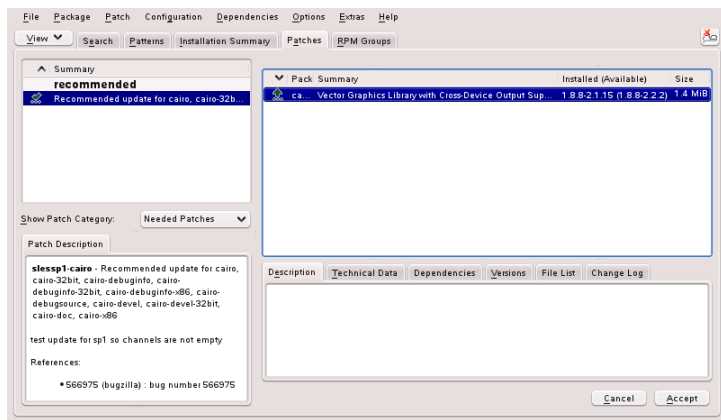 File Package Patch Configuration Dependencies Options Extras Help
View Search Patterns Installation Summary Patches RPM Groups
Summary
recommended
Recommended update for cairo, cairo-32b...
Show Patch Category: Needed Patches
Patch Description
slessp1-cairo - Recommended update for cairo,
cairo-32bit, cairo-debuginfo, cairo-
debuginfo-32bit, cairo-debuginfo-x86, cairo-
debugsource, cairo-devel, cairo-devel-32bit,
cairo-doc, cairo-x86
test update for sp1 so channels are not empty
References:
•566975 (bugzilla) : bug number 566975
Pack Summary Installed (Available) Size
ca... Vector Graphics Library with Cross-Device Output Sup... 1.8.8-2.1.15 (1.8.8-2.2.2) 1.4 MiB
Description Technical Data Dependencies Versions File List Change Log
Cancel Accept